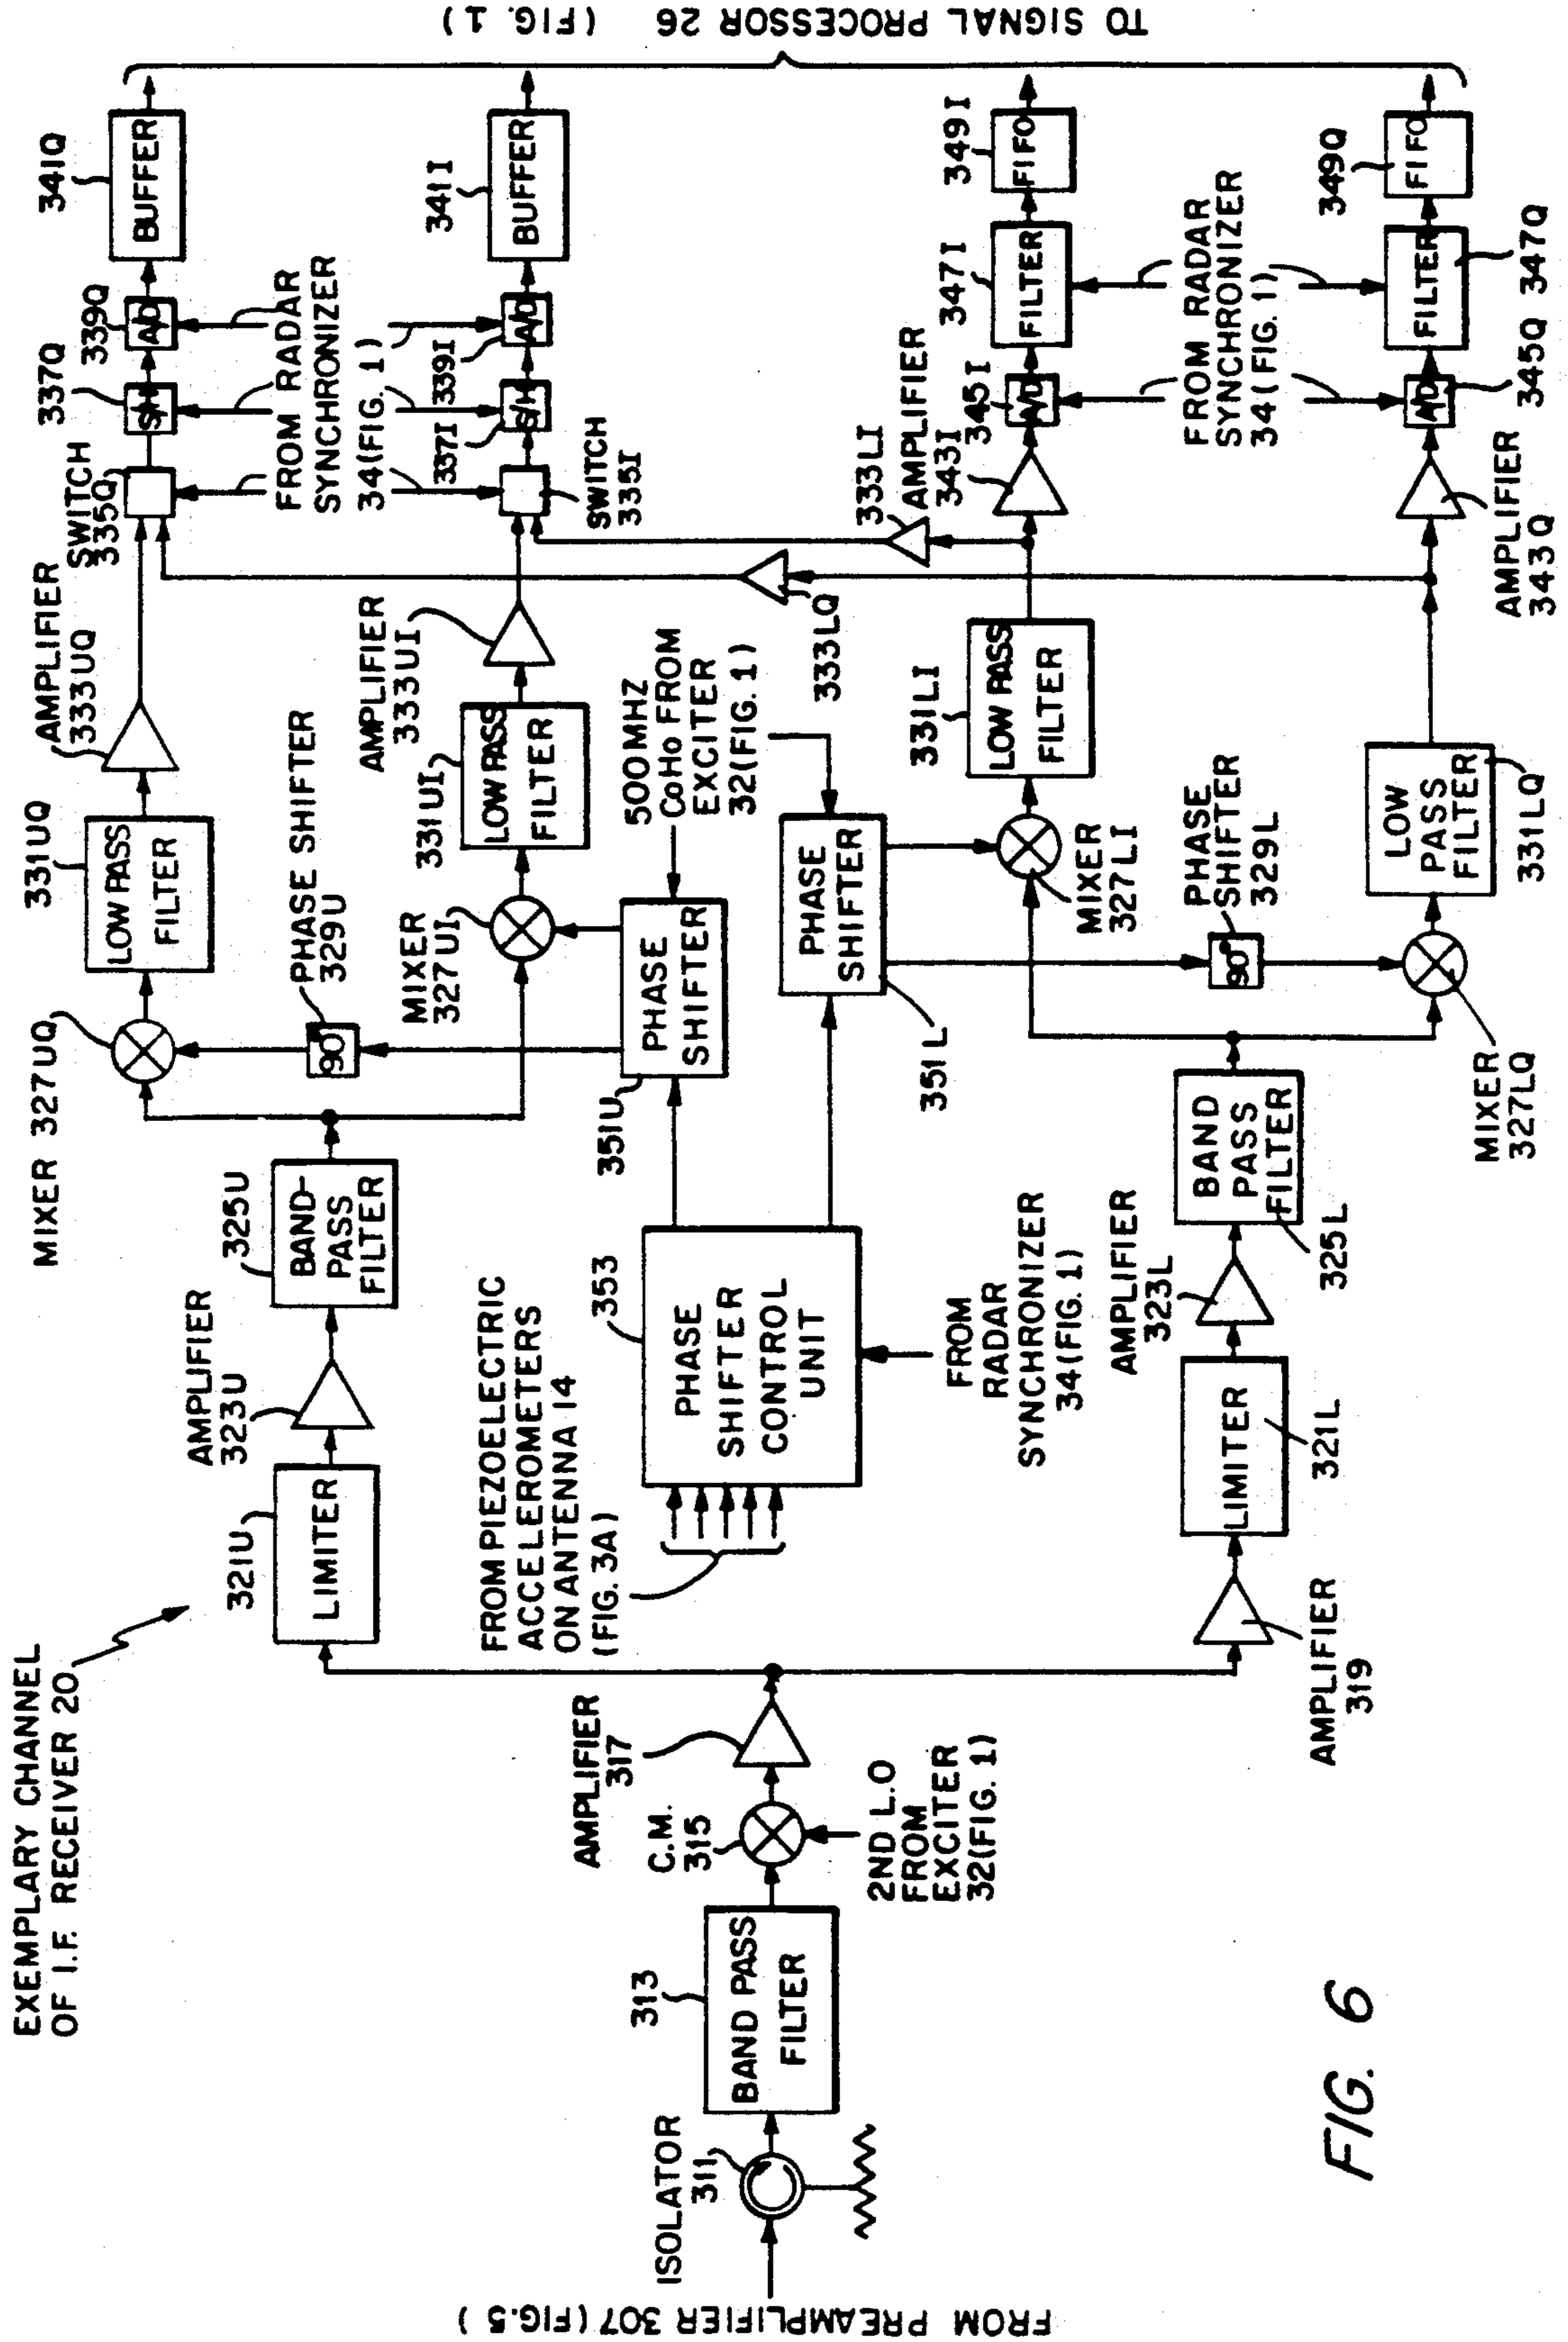 EXEMPLARY CHANNEL
OF I.F. RECEIVER 20
FROM PREAMPLIFIER 307 (FIG.5)
ISOLATOR
311
313
BAND PASS
FILTER
C.M.
315
2ND L.O
FROM
EXCITER
32(FIG. 1)
AMPLIFIER
317
AMPLIFIER
319
321U
LIMITER
AMPLIFIER
323U
325U
BAND-
PASS
FILTER
MIXER 327UQ
PHASE SHIFTER
329U
90°
331UQ
LOW PASS
FILTER
AMPLIFIER
333UQ
SWITCH
335Q
337Q
S/H
339Q
A/D
341Q
BUFFER
FROM RADAR
SYNCHRONIZER
34(FIG. 1)
MIXER
327UI
331UI
LOW PASS
FILTER
AMPLIFIER
333UI
SWITCH
335I
337I
S/H
339I
A/D
341I
BUFFER
FROM PIEZOELECTRIC
ACCELEROMETERS
ON ANTENNA 14
(FIG. 3A)
353
PHASE
SHIFTER
CONTROL
UNIT
FROM
RADAR
SYNCHRONIZER
34(FIG. 1)
351U
PHASE
SHIFTER
500MHZ
CoHo FROM
EXCITER
32(FIG. 1)
PHASE
SHIFTER
351L
333LQ
333LI
MIXER
327LI
331LI
LOW PASS
FILTER
AMPLIFIER
343I
345I
A/D
347I
FILTER
349I
FIFO
FROM RADAR
SYNCHRONIZER
34(FIG. 1)
LIMITER
321L
AMPLIFIER
323L
BAND
PASS
FILTER
325L
PHASE
SHIFTER
329L
90°
MIXER
327LQ
LOW
PASS
FILTER
331LQ
AMPLIFIER
343Q
A/D
345Q
FILTER
347Q
349Q
FIFO
TO SIGNAL PROCESSOR 26 (FIG. 1)
FIG. 6